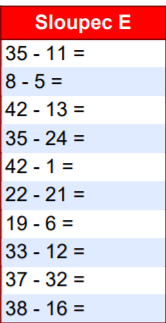 Sloupec E
35 - 11 =
8 - 5 =
42 - 13 =
35 - 24 =
42 - 1 =
22 - 21 =
19 - 6 =
33 - 12 =
37 - 32 =
38 - 16 =